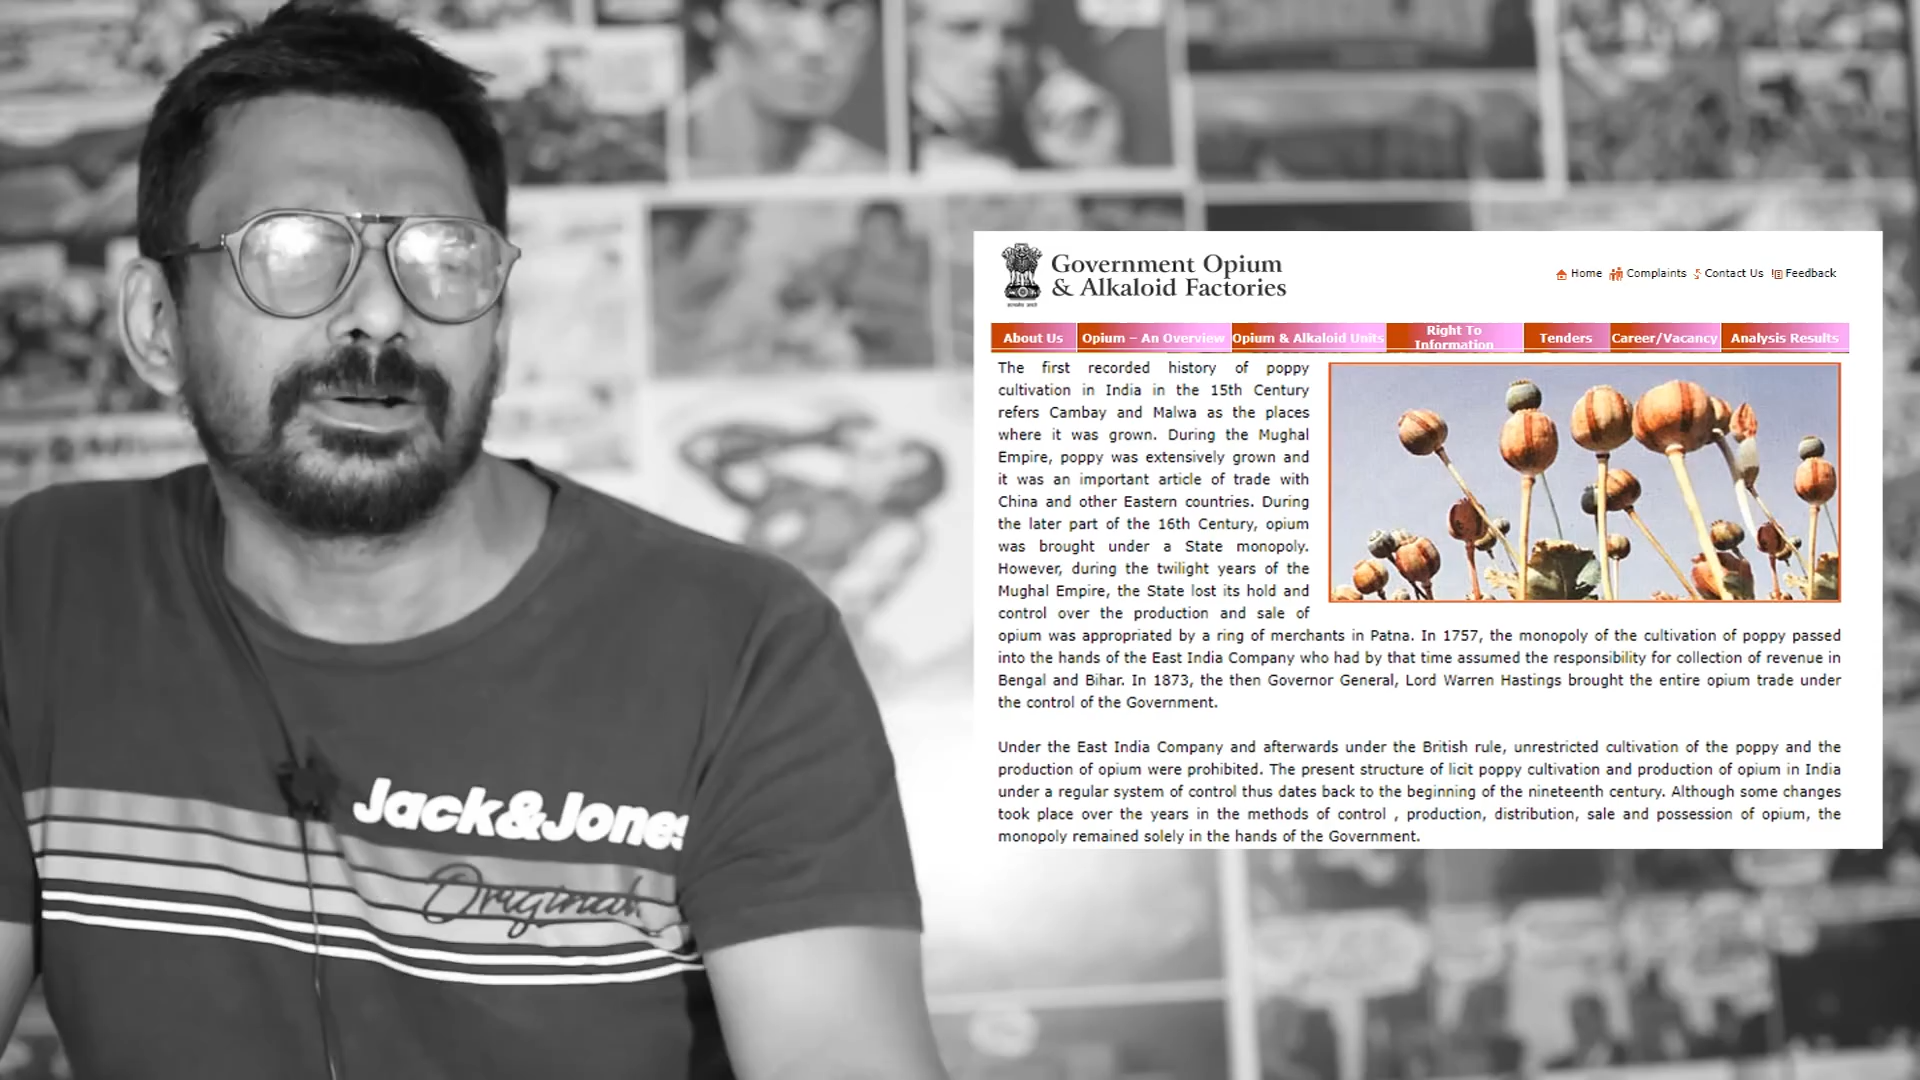 Government Opium
& Alkaloid Factories
Home Complaints Contact Us Feedback
About Us Opium – An Overview Opium & Alkaloid Units Right To Information Tenders Career/Vacancy Analysis Results
The first recorded history of poppy
cultivation in India in the 15th Century
refers Cambay and Malwa as the places
where it was grown. During the Mughal
Empire, poppy was extensively grown and
it was an important article of trade with
China and other Eastern countries. During
the later part of the 16th Century, opium
was brought under a State monopoly.
However, during the twilight years of the
Mughal Empire, the State lost its hold and
control over the production and sale of
opium was appropriated by a ring of merchants in Patna. In 1757, the monopoly of the cultivation of poppy passed
into the hands of the East India Company who had by that time assumed the responsibility for collection of revenue in
Bengal and Bihar. In 1873, the then Governor General, Lord Warren Hastings brought the entire opium trade under
the control of the Government.
Under the East India Company and afterwards under the British rule, unrestricted cultivation of the poppy and the
production of opium were prohibited. The present structure of licit poppy cultivation and production of opium in India
under a regular system of control thus dates back to the beginning of the nineteenth century. Although some changes
took place over the years in the methods of control , production, distribution, sale and possession of opium, the
monopoly remained solely in the hands of the Government.
Jack&Jones
Originals